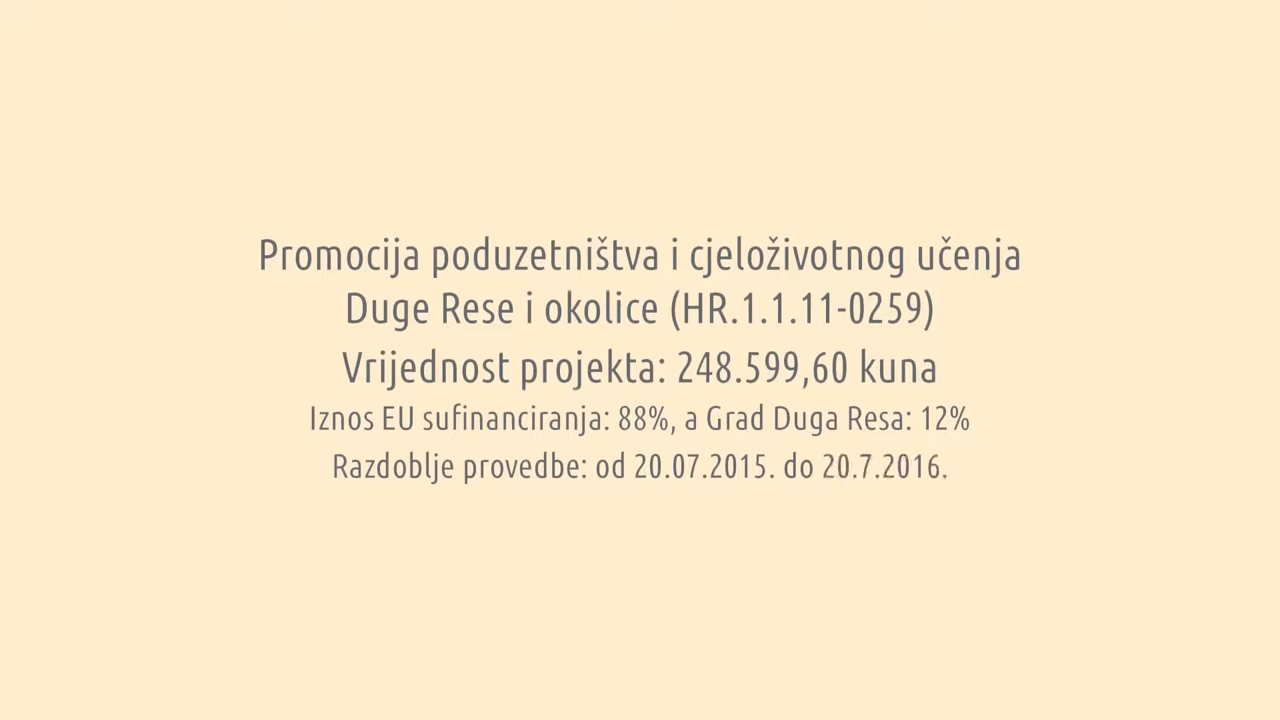 Promocija poduzetništva i cjeloživotnog učenja
Duge Rese i okolice (HR.1.1.11-0259)
Vrijednost projekta: 248.599,60 kuna
Iznos EU sufinanciranja: 88%, a Grad Duga Resa: 12%
Razdoblje provedbe: od 20.07.2015. do 20.7.2016.